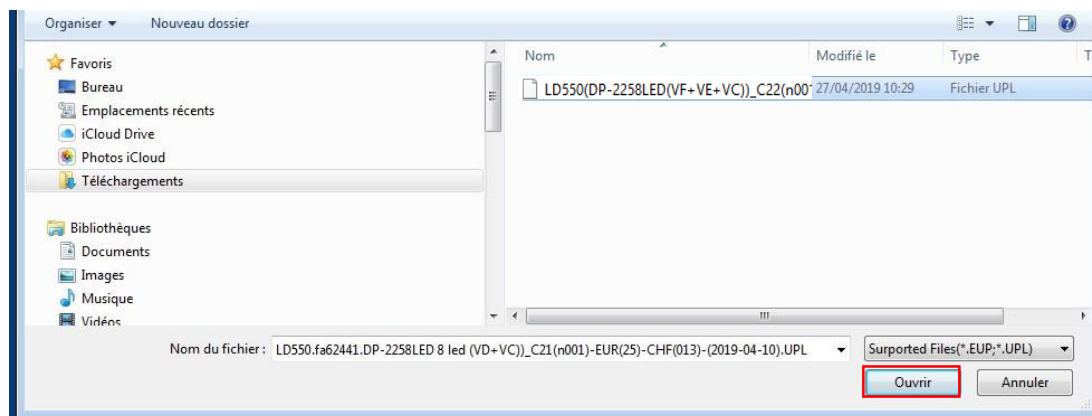 Organiser Nouveau dossier
Nom Modifié le Type T
Favoris
LD550(DP-2258LED(VF+VE+VC))_C22(n001 27/04/2019 10:29 Fichier UPL
Bureau
Emplacements récents
iCloud Drive
Photos iCloud
Téléchargements
Bibliothèques
Documents
Images
Musique
Vidéos
Nom du fichier : LD550.fa62441.DP-2258LED 8 led (VD+VC))_C21(n001)-EUR(25)-CHF(013)-(2019-04-10).UPL Surported Files(*.EUP;*.UPL)
Ouvrir Annuler